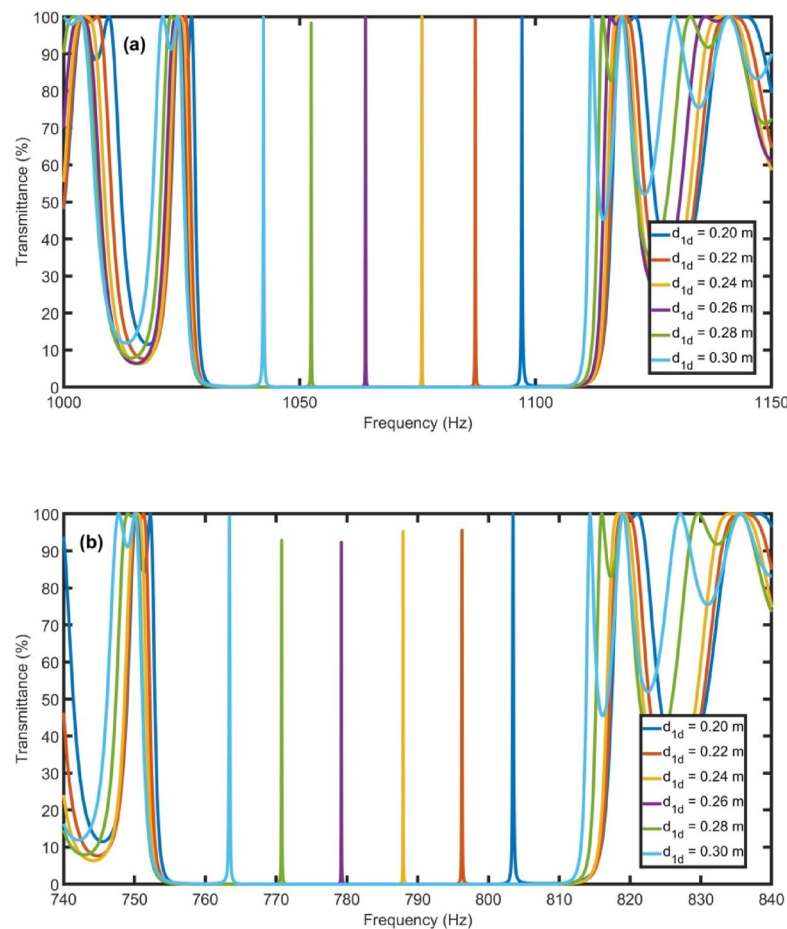 100
90
80
70
60
50
40
30
20
10
0
Transmittance (%)
(a)
d1d = 0.20 m
d1d = 0.22 m
d1d = 0.24 m
d1d = 0.26 m
d1d = 0.28 m
d1d = 0.30 m
1000 1050 1100 1150
Frequency (Hz)
100
90
80
70
60
50
40
30
20
10
0
Transmittance (%)
(b)
d1d = 0.20 m
d1d = 0.22 m
d1d = 0.24 m
d1d = 0.26 m
d1d = 0.28 m
d1d = 0.30 m
740 750 760 770 780 790 800 810 820 830 840
Frequency (Hz)